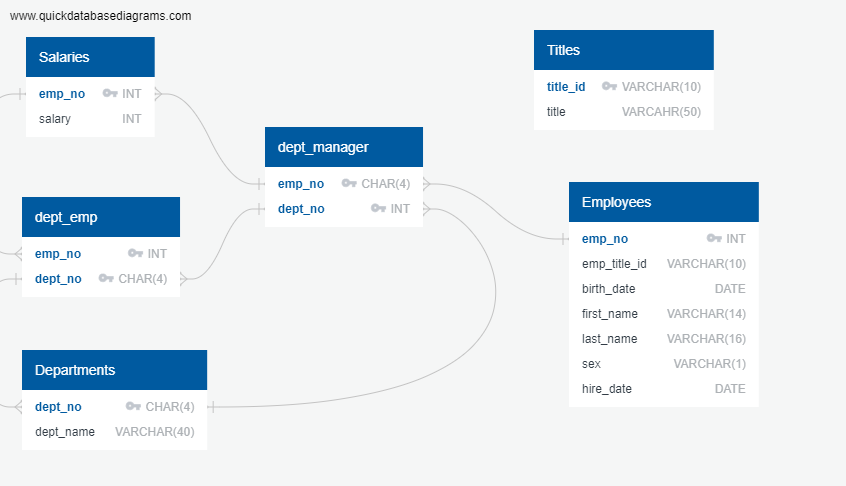 www.quickdatabasediagrams.com
Salaries
emp_no INT
salary INT
dept_emp
emp_no INT
dept_no CHAR(4)
Departments
dept_no CHAR(4)
dept_name VARCHAR(40)
dept_manager
emp_no CHAR(4)
dept_no INT
Titles
title_id VARCHAR(10)
title VARCAHR(50)
Employees
emp_no INT
emp_title_id VARCHAR(10)
birth_date DATE
first_name VARCHAR(14)
last_name VARCHAR(16)
sex VARCHAR(1)
hire_date DATE